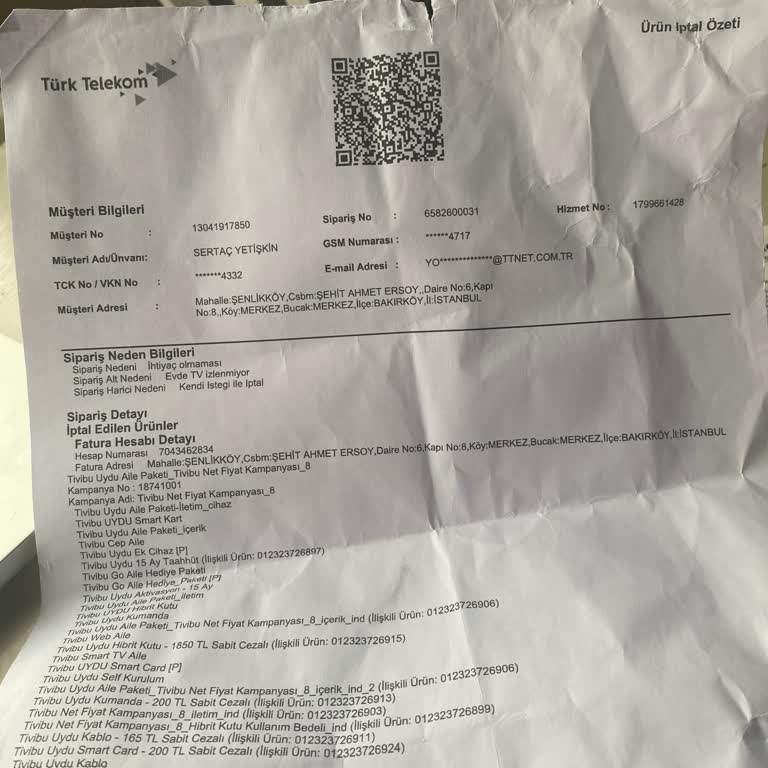 Ürün İptal Özeti
Türk Telekom
Müşteri Bilgileri
Müşteri No : 13041917850 Sipariş No : 6582600031 Hizmet No : 1799661428
Müşteri Adı/Ünvanı: SERTAÇ YETİŞKİN GSM Numarası : ******4717
TCK No / VKN No : *******4332 E-mail Adresi : YO**************@TTNET.COM.TR
Müşteri Adresi : Mahalle:ŞENLİKKÖY,Csbm:ŞEHİT AHMET ERSOY,,Daire No:6,Kapı
No:8,,Köy:MERKEZ,Bucak:MERKEZ,İlçe:BAKIRKÖY,İl:İSTANBUL
Sipariş Neden Bilgileri
Sipariş Nedeni İhtiyaç olmaması
Sipariş Alt Nedeni Evde TV izlenmiyor
Sipariş Harici Nedeni Kendi Istegi ile Iptal
Sipariş Detayı
İptal Edilen Ürünler
Fatura Hesabı Detayı
Hesap Numarası 7043462834
Fatura Adresi Mahalle:ŞENLİKKÖY,Csbm:ŞEHİT AHMET ERSOY,Daire No:6,Kapı No:8,Köy:MERKEZ,Bucak:MERKEZ,İlçe:BAKIRKÖY,İl:İSTANBUL
Tivibu Uydu Aile Paketi_Tivibu Net Fiyat Kampanyası_8
Kampanya No : 18741001
Kampanya Adi: Tivibu Net Fiyat Kampanyası_8
Tivibu Uydu Aile Paketi-İletim_cihaz
Tivibu UYDU Smart Kart
Tivibu Uydu Aile Paketi_içerik
Tivibu Cep Aile
Tivibu Uydu Ek Cihaz [P]
Tivibu Uydu 15 Ay Taahhüt (İlişkili Ürün: 012323726897)
Tivibu Go Aile Hediye Paketi
Tivibu Go Aile Hediye_Paketi [P]
Tivibu Uydu Aktivasyon - 15 Ay
Tivibu Uydu Aile Paketi_iletim
Tivibu UYDU Hibrit Kutu
Tivibu Uydu Kumanda
Tivibu Uydu Aile Paketi_Tivibu Net Fiyat Kampanyası_8_içerik_ind (İlişkili Ürün: 012323726906)
Tivibu Web Aile
Tivibu Uydu Hibrit Kutu - 1850 TL Sabit Cezalı (İlişkili Ürün: 012323726915)
Tivibu Smart TV Aile
Tivibu UYDU Smart Card [P]
Tivibu Uydu Self Kurulum
Tivibu Uydu Aile Paketi_Tivibu Net Fiyat Kampanyası_8_içerik_ind_2 (İlişkili Ürün: 012323726906)
Tivibu Uydu Kumanda - 200 TL Sabit Cezalı (İlişkili Ürün: 012323726913)
Tivibu Net Fiyat Kampanyası_8_iletim_ind (İlişkili Ürün: 012323726903)
Tivibu Net Fiyat Kampanyası_8_Hibrit Kutu Kullanım Bedeli_ind (İlişkili Ürün: 012323726899)
Tivibu Uydu Kablo - 165 TL Sabit Cezalı (İlişkili Ürün: 012323726911)
Tivibu Uydu Smart Card - 200 TL Sabit Cezalı (İlişkili Ürün: 012323726924)
Tivibu Uydu Kablo